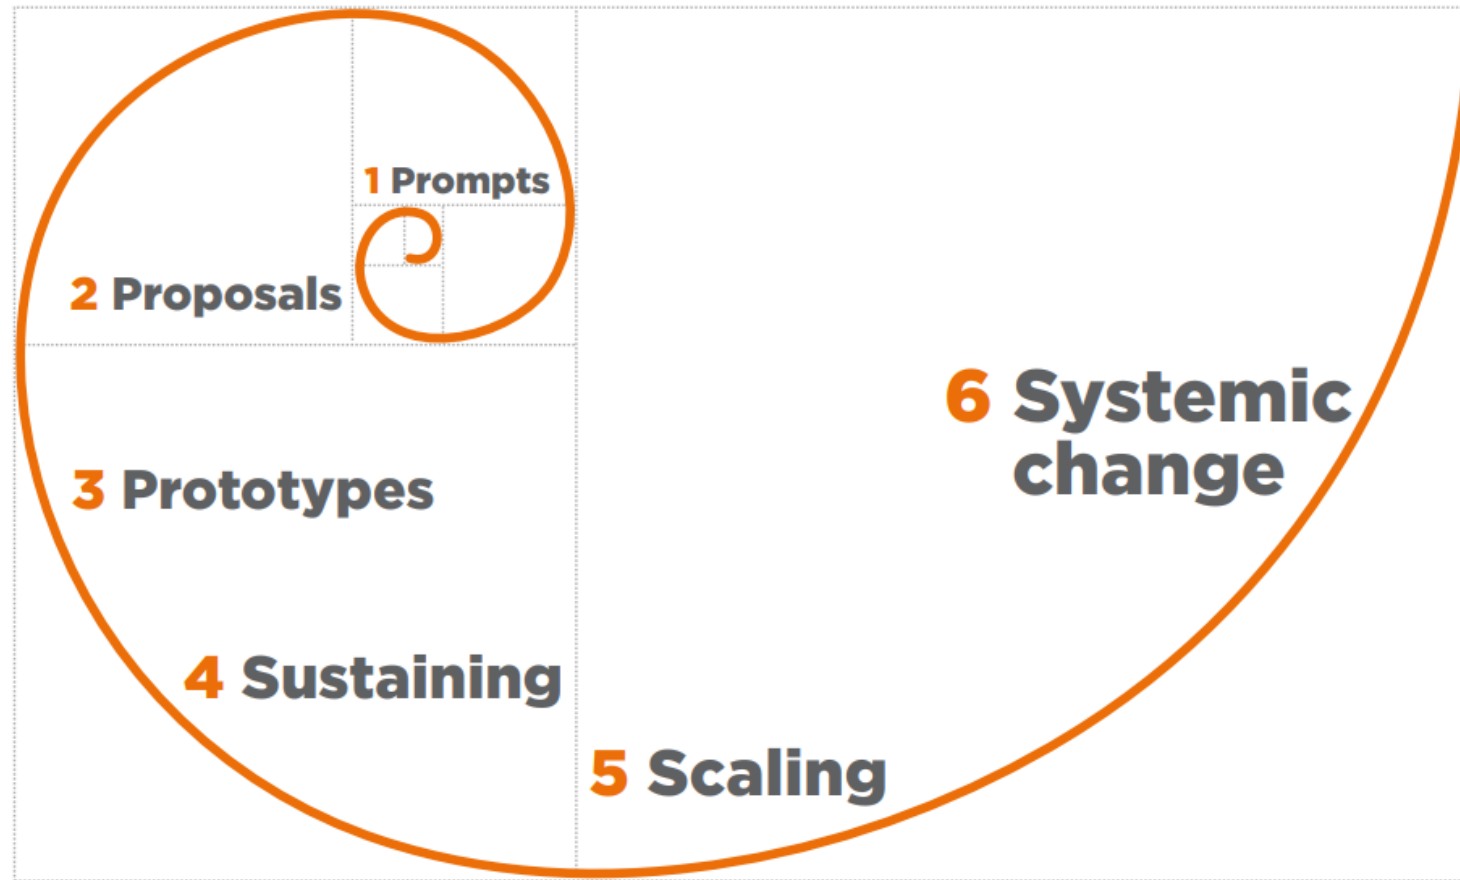 1 Prompts
2 Proposals
3 Prototypes
4 Sustaining
5 Scaling
6 Systemic
change